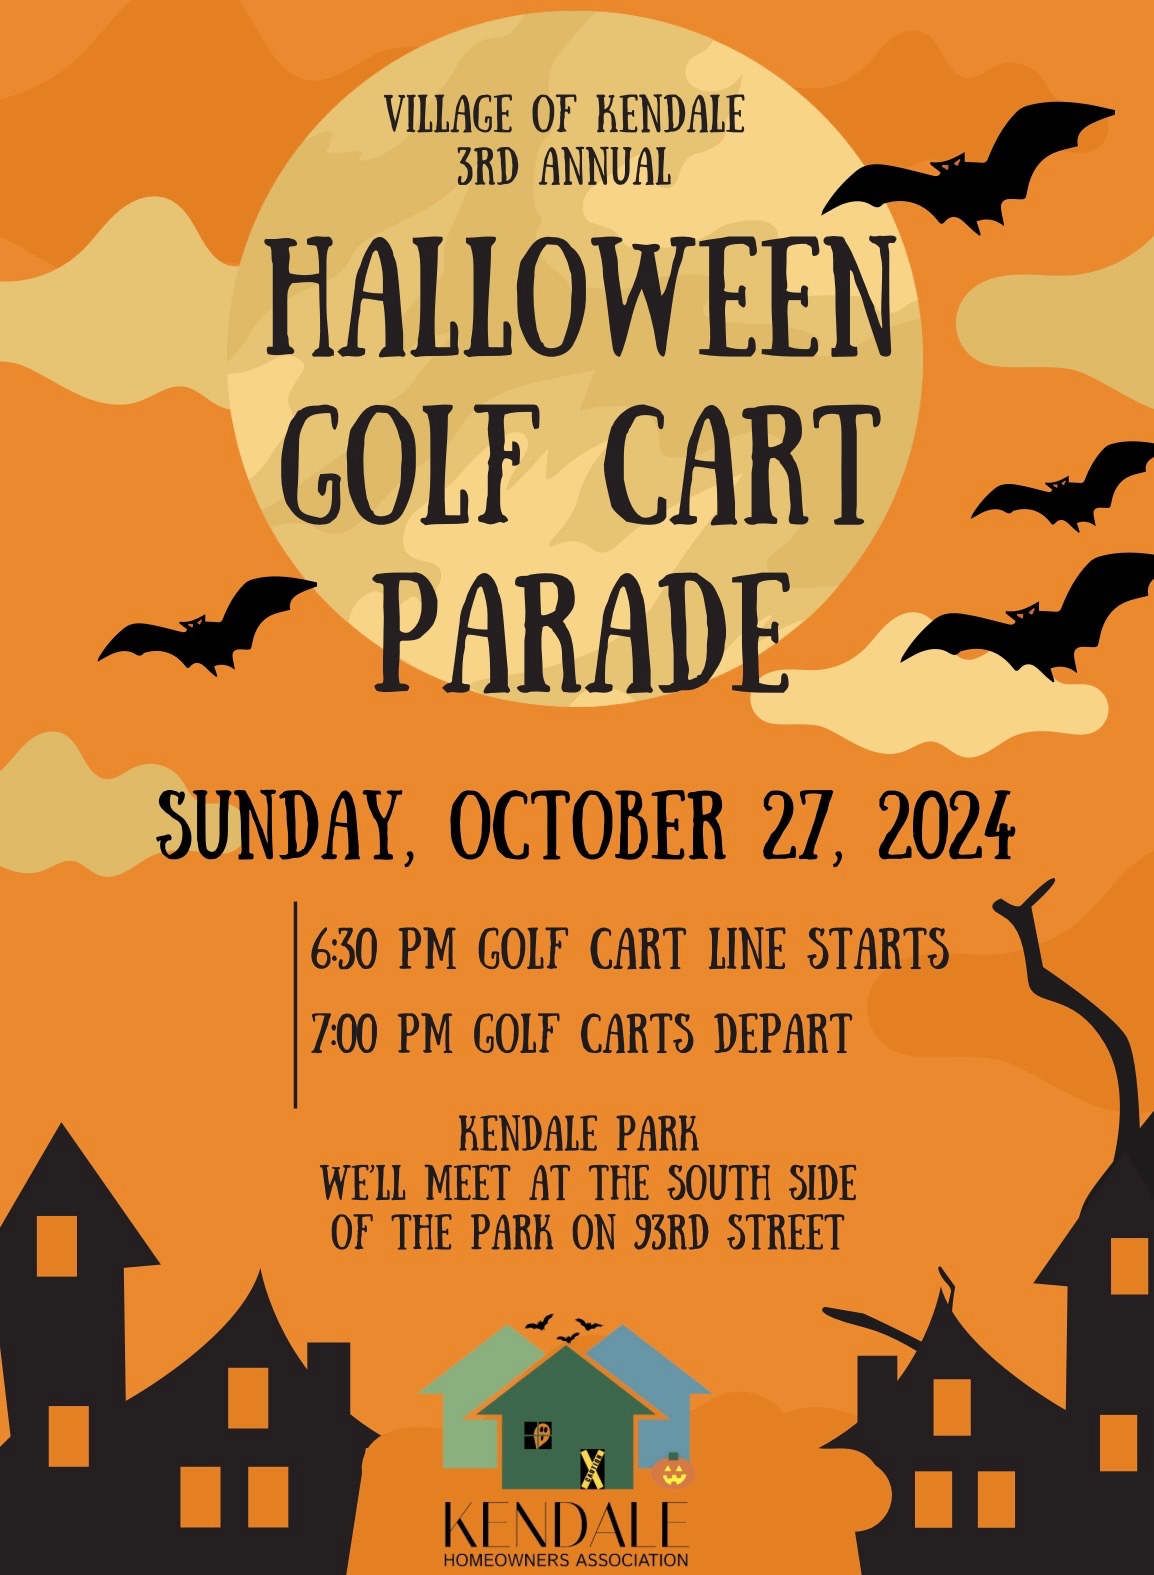 VILLAGE OF KENDALE
3RD ANNUAL
HALLOWEEN
GOLF CART
PARADE
SUNDAY, OCTOBER 27, 2024
6:30 PM GOLF CART LINE STARTS
7:00 PM GOLF CARTS DEPART
KENDALE PARK
WE'LL MEET AT THE SOUTH SIDE
OF THE PARK ON 93RD STREET
KENDALE
HOMEOWNERS ASSOCIATION